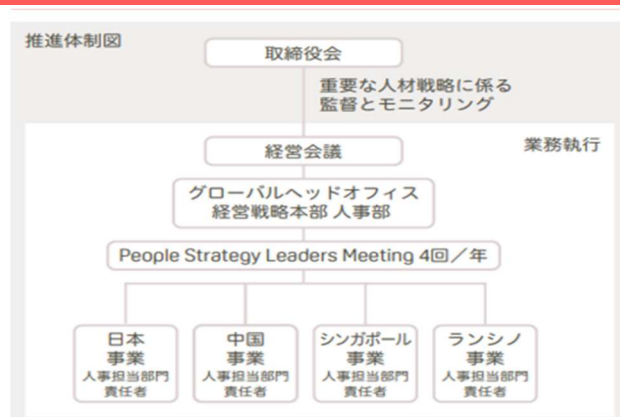 推進体制図
取締役会
重要な人材戦略に係る
監督とモニタリング
業務執行
経営会議
グローバルヘッドオフィス
経営戦略本部 人事部
People Strategy Leaders Meeting 4回／年
日本
事業
人事担当部門
責任者
中国
事業
人事担当部門
責任者
シンガポール
事業
人事担当部門
責任者
ランシノ
事業
人事担当部門
責任者